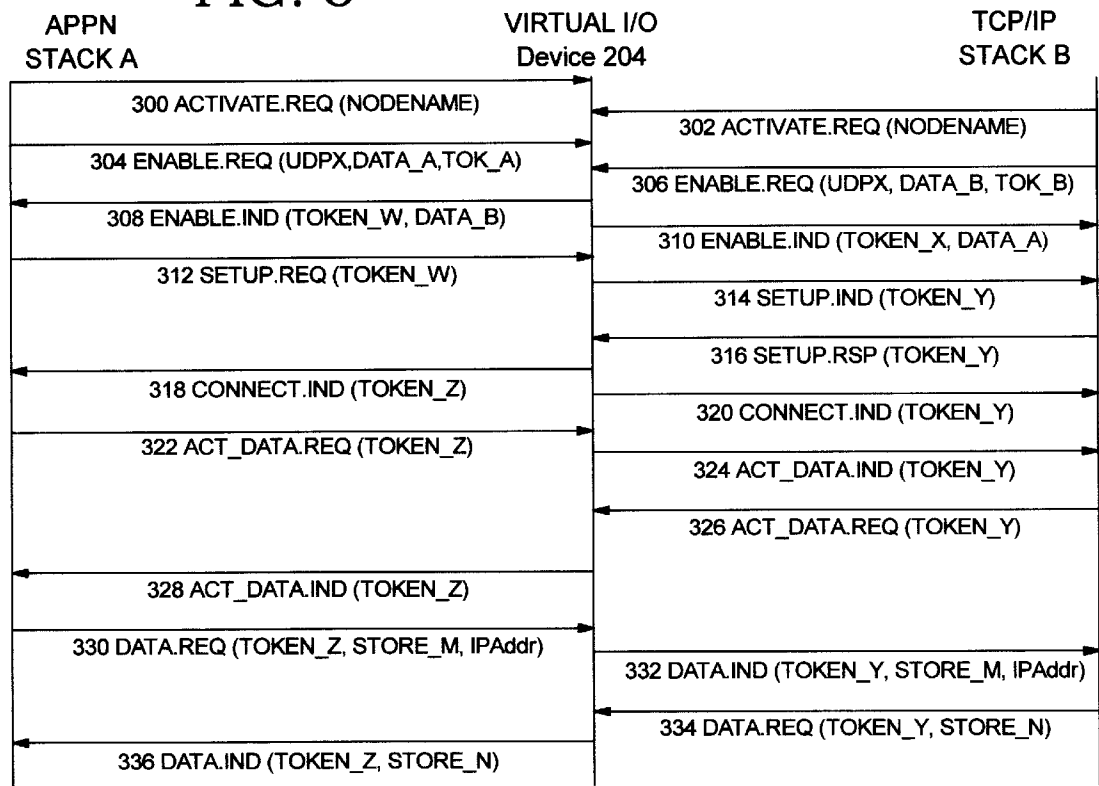 FIG. 3
APPN
STACK A
VIRTUAL I/O
Device 204
TCP/IP
STACK B
300 ACTIVATE.REQ (NODENAME)
302 ACTIVATE.REQ (NODENAME)
304 ENABLE.REQ (UDPX,DATA_A,TOK_A)
306 ENABLE.REQ (UDPX, DATA_B, TOK_B)
308 ENABLE.IND (TOKEN_W, DATA_B)
310 ENABLE.IND (TOKEN_X, DATA_A)
312 SETUP.REQ (TOKEN_W)
314 SETUP.IND (TOKEN_Y)
316 SETUP.RSP (TOKEN_Y)
318 CONNECT.IND (TOKEN_Z)
320 CONNECT.IND (TOKEN_Y)
322 ACT_DATA.REQ (TOKEN_Z)
324 ACT_DATA.IND (TOKEN_Y)
326 ACT_DATA.REQ (TOKEN_Y)
328 ACT_DATA.IND (TOKEN_Z)
330 DATA.REQ (TOKEN_Z, STORE_M, IPAddr)
332 DATA.IND (TOKEN_Y, STORE_M, IPAddr)
334 DATA.REQ (TOKEN_Y, STORE_N)
336 DATA.IND (TOKEN_Z, STORE_N)